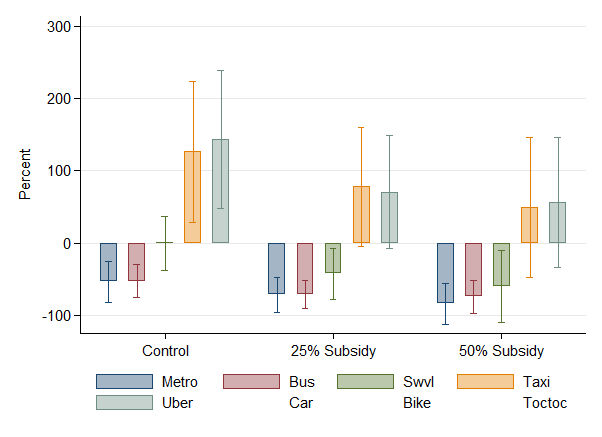 300
200
100
0
-100
Percent
Control 25% Subsidy 50% Subsidy
Metro Bus Swvl Taxi
Uber Car Bike Toctoc